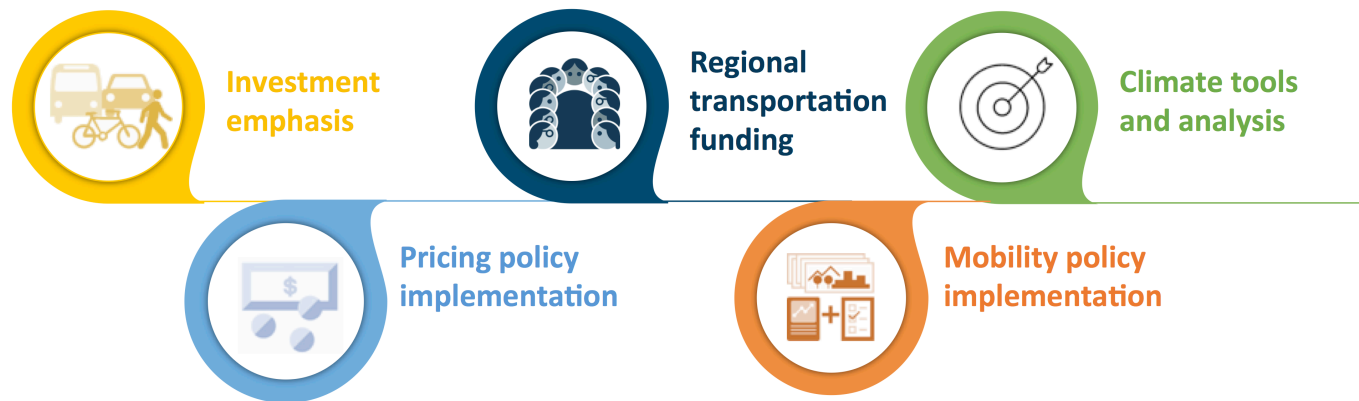 Investment
emphasis
Pricing policy
implementation
$
Regional
transportation
funding
Mobility policy
implementation
Climate tools
and analysis